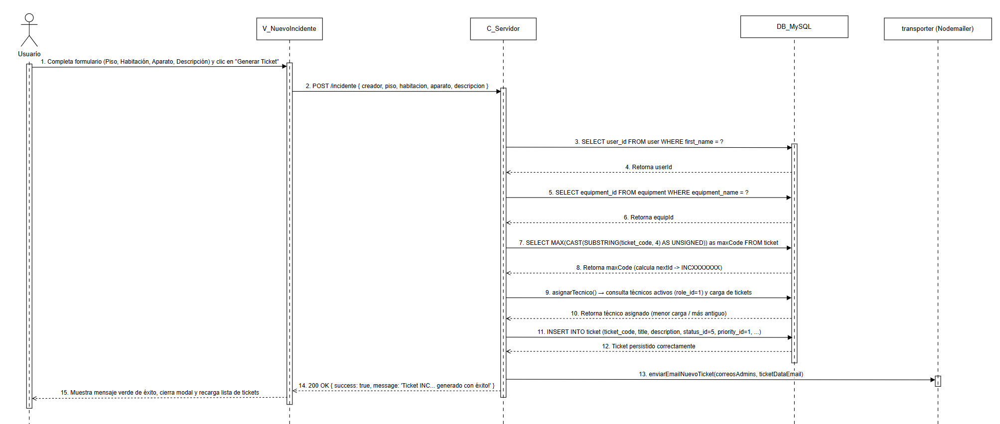 Usuario
V_NuevoIncidente
C_Servidor
DB_MySQL
transporter (Nodemailer)
1. Completa formulario (Piso, Habitación, Aparato, Descripción) y clic en "Generar Ticket"
2. POST /incidente { creador, piso, habitacion, aparato, descripcion }
3. SELECT user_id FROM user WHERE first_name = ?
4. Retorna userId
5. SELECT equipment_id FROM equipment WHERE equipment_name = ?
6. Retorna equipId
7. SELECT MAX(CAST(SUBSTRING(ticket_code, 4) AS UNSIGNED)) as maxCode FROM ticket
8. Retorna maxCode (calcula nextId -> INCXXXXXXX)
9. asignarTecnico() → consulta técnicos activos (role_id=1) y carga de tickets
10. Retorna técnico asignado (menor carga / más antiguo)
11. INSERT INTO ticket (ticket_code, title, description, status_id=5, priority_id=1, ...)
12. Ticket persistido correctamente
13. enviarEmailNuevoTicket(correosAdmins, ticketDataEmail)
14. 200 OK { success: true, message: 'Ticket INC... generado con éxito!' }
15. Muestra mensaje verde de éxito, cierra modal y recarga lista de tickets